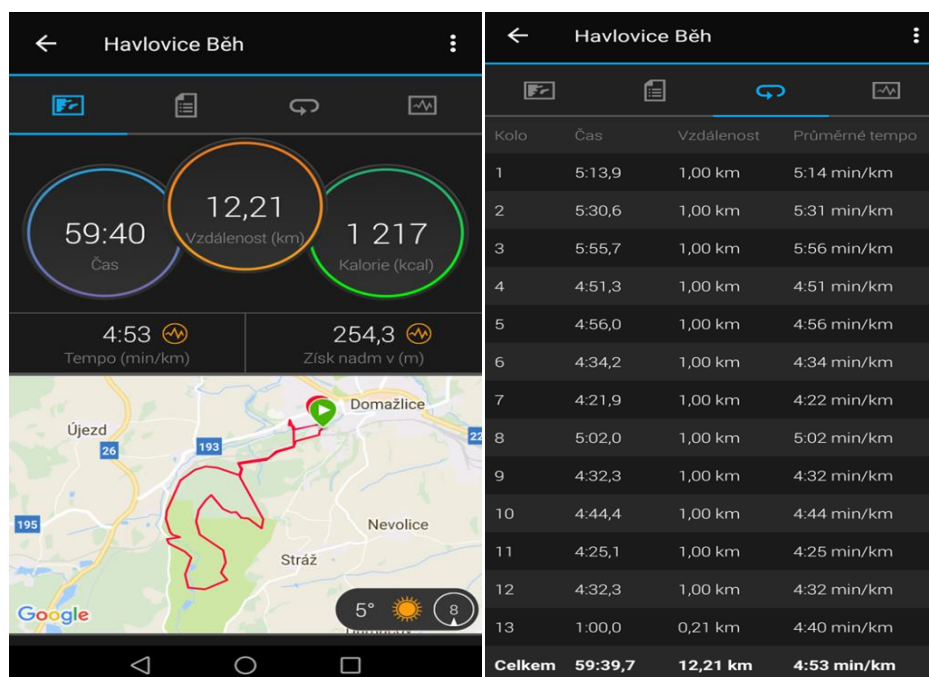 Havlovice Běh
59:40
Čas
12,21
Vzdálenost (km)
1 217
Kalorie (kcal)
4:53
Tempo (min/km)
254,3
Získ nadm v (m)
Domažlice
Újezd
26
193
22
195
Nevolice
Stráž
Google
5°
8
Havlovice Běh
Kolo Čas Vzdálenost Průměrné tempo
1 5:13,9 1,00 km 5:14 min/km
2 5:30,6 1,00 km 5:31 min/km
3 5:55,7 1,00 km 5:56 min/km
4 4:51,3 1,00 km 4:51 min/km
5 4:56,0 1,00 km 4:56 min/km
6 4:34,2 1,00 km 4:34 min/km
7 4:21,9 1,00 km 4:22 min/km
8 5:02,0 1,00 km 5:02 min/km
9 4:32,3 1,00 km 4:32 min/km
10 4:44,4 1,00 km 4:44 min/km
11 4:25,1 1,00 km 4:25 min/km
12 4:32,3 1,00 km 4:32 min/km
13 1:00,0 0,21 km 4:40 min/km
Celkem 59:39,7 12,21 km 4:53 min/km